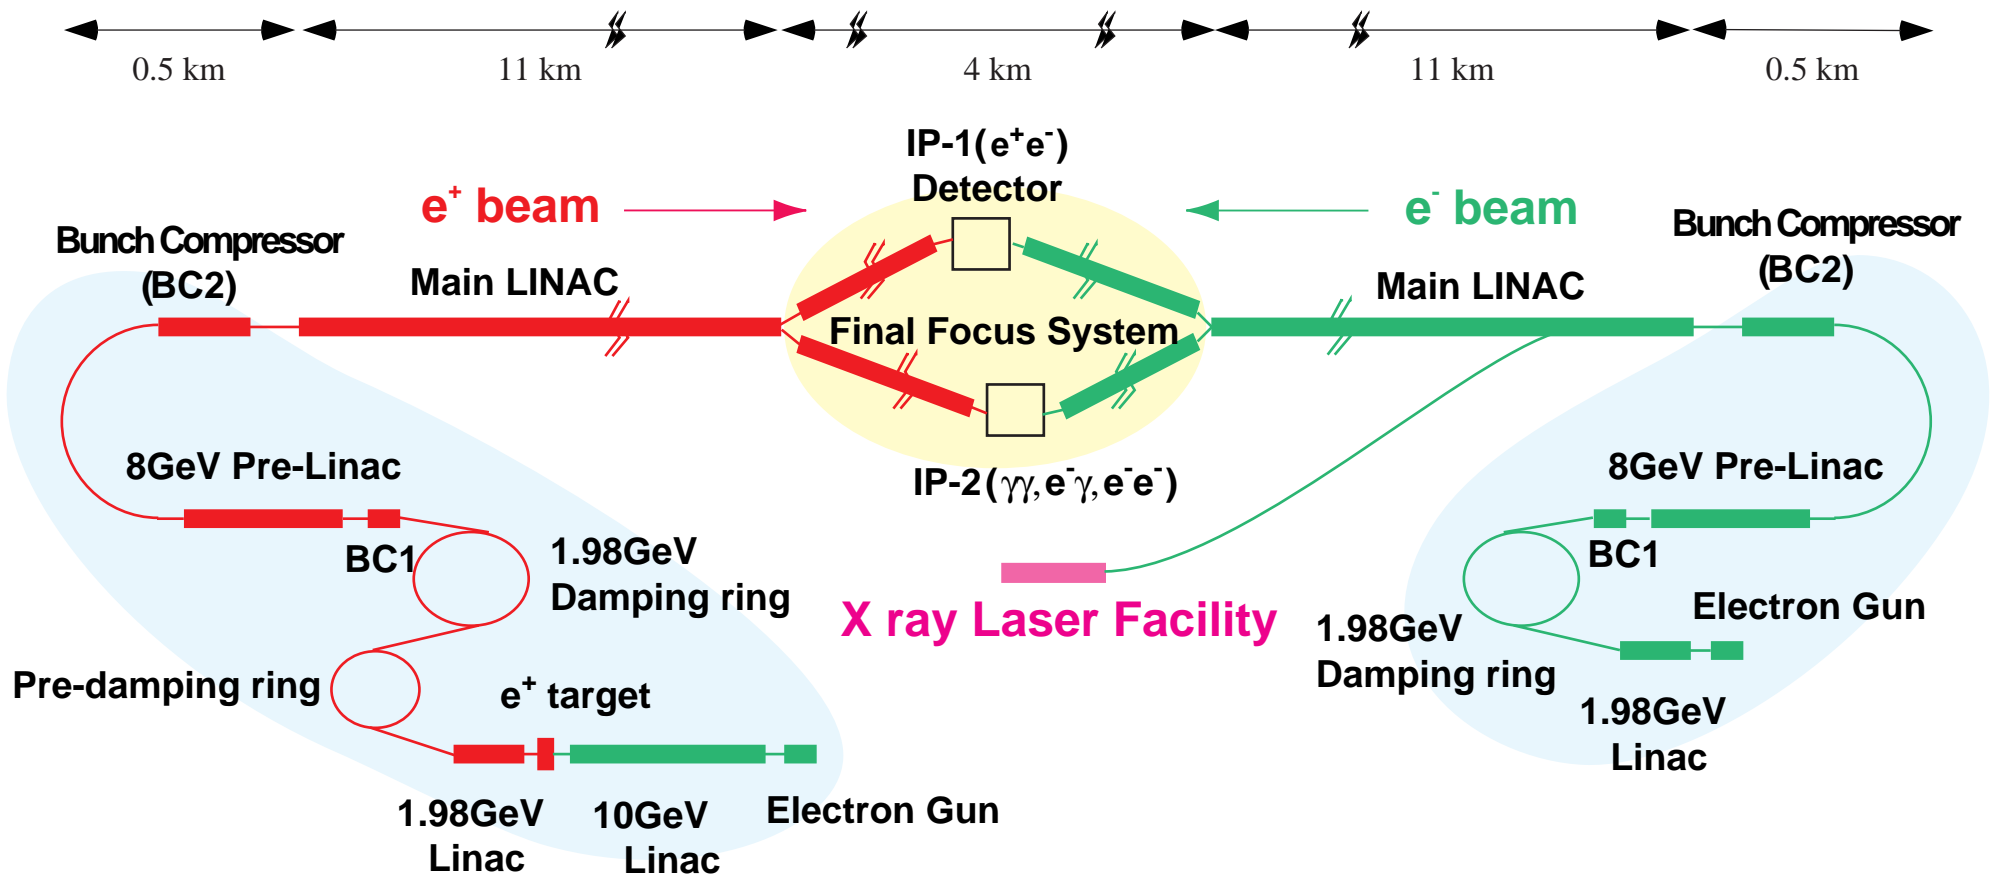 0.5 km
11 km
4 km
11 km
0.5 km
IP-1(e⁺e⁻)
Detector
e⁺ beam
e⁻ beam
Bunch Compressor
(BC2)
Main LINAC
Final Focus System
Main LINAC
Bunch Compressor
(BC2)
8GeV Pre-Linac
IP-2(γγ,e⁻γ,e⁻e⁻)
8GeV Pre-Linac
BC1
1.98GeV
Damping ring
X ray Laser Facility
BC1
Electron Gun
1.98GeV
Damping ring
Pre-damping ring
e⁺ target
1.98GeV
Linac
1.98GeV
Linac
10GeV
Linac
Electron Gun